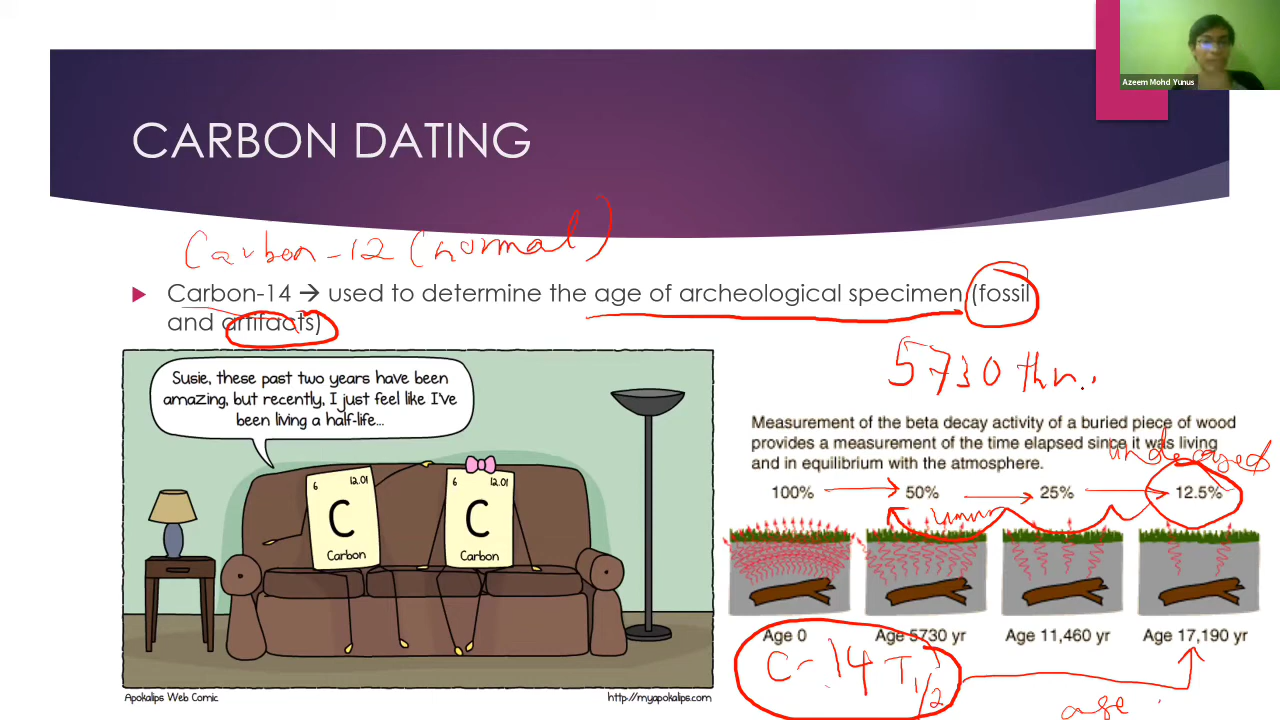 Azeem Mohd Yunus
CARBON DATING
Carbon-12 (normal)
Carbon-14 → used to determine the age of archeological specimen (fossil
and artifacts)
5730 thn.
Susie, these past two years have been
amazing, but recently, I just feel like I've
been living a half-life...
6 12.01
C
Carbon
6 12.01
C
Carbon
Apokalips Web Comic
http://myapokalips.com
Measurement of the beta decay activity of a buried piece of wood
provides a measurement of the time elapsed since it was living
and in equilibrium with the atmosphere.
undecayed
100% 50% 25% 12.5%
Age 0 Age 5730 yr Age 11,460 yr Age 17,190 yr
C-14 T1/2
age